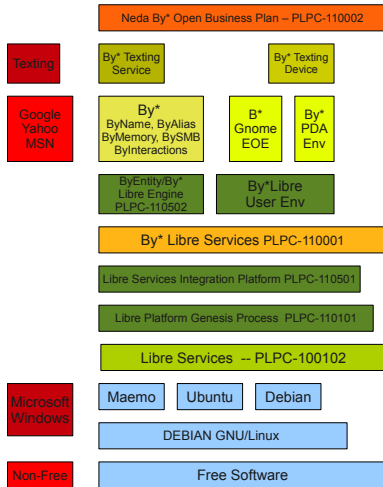 Neda By* Open Business Plan – PLPC-110002
Texting
By* Texting
Service
By* Texting
Device
Google
Yahoo
MSN
By*
ByName, ByAlias
ByMemory, BySMB
ByInteractions
B*
Gnome
EOE
By*
PDA
Env
ByEntity/By*
Libre Engine
PLPC-110502
By*Libre
User Env
By* Libre Services PLPC-110001
Libre Services Integration Platform PLPC-110501
Libre Platform Genesis Process PLPC-110101
Libre Services -- PLPC-100102
Microsoft
Windows
Maemo
Ubuntu
Debian
DEBIAN GNU/Linux
Non-Free
Free Software